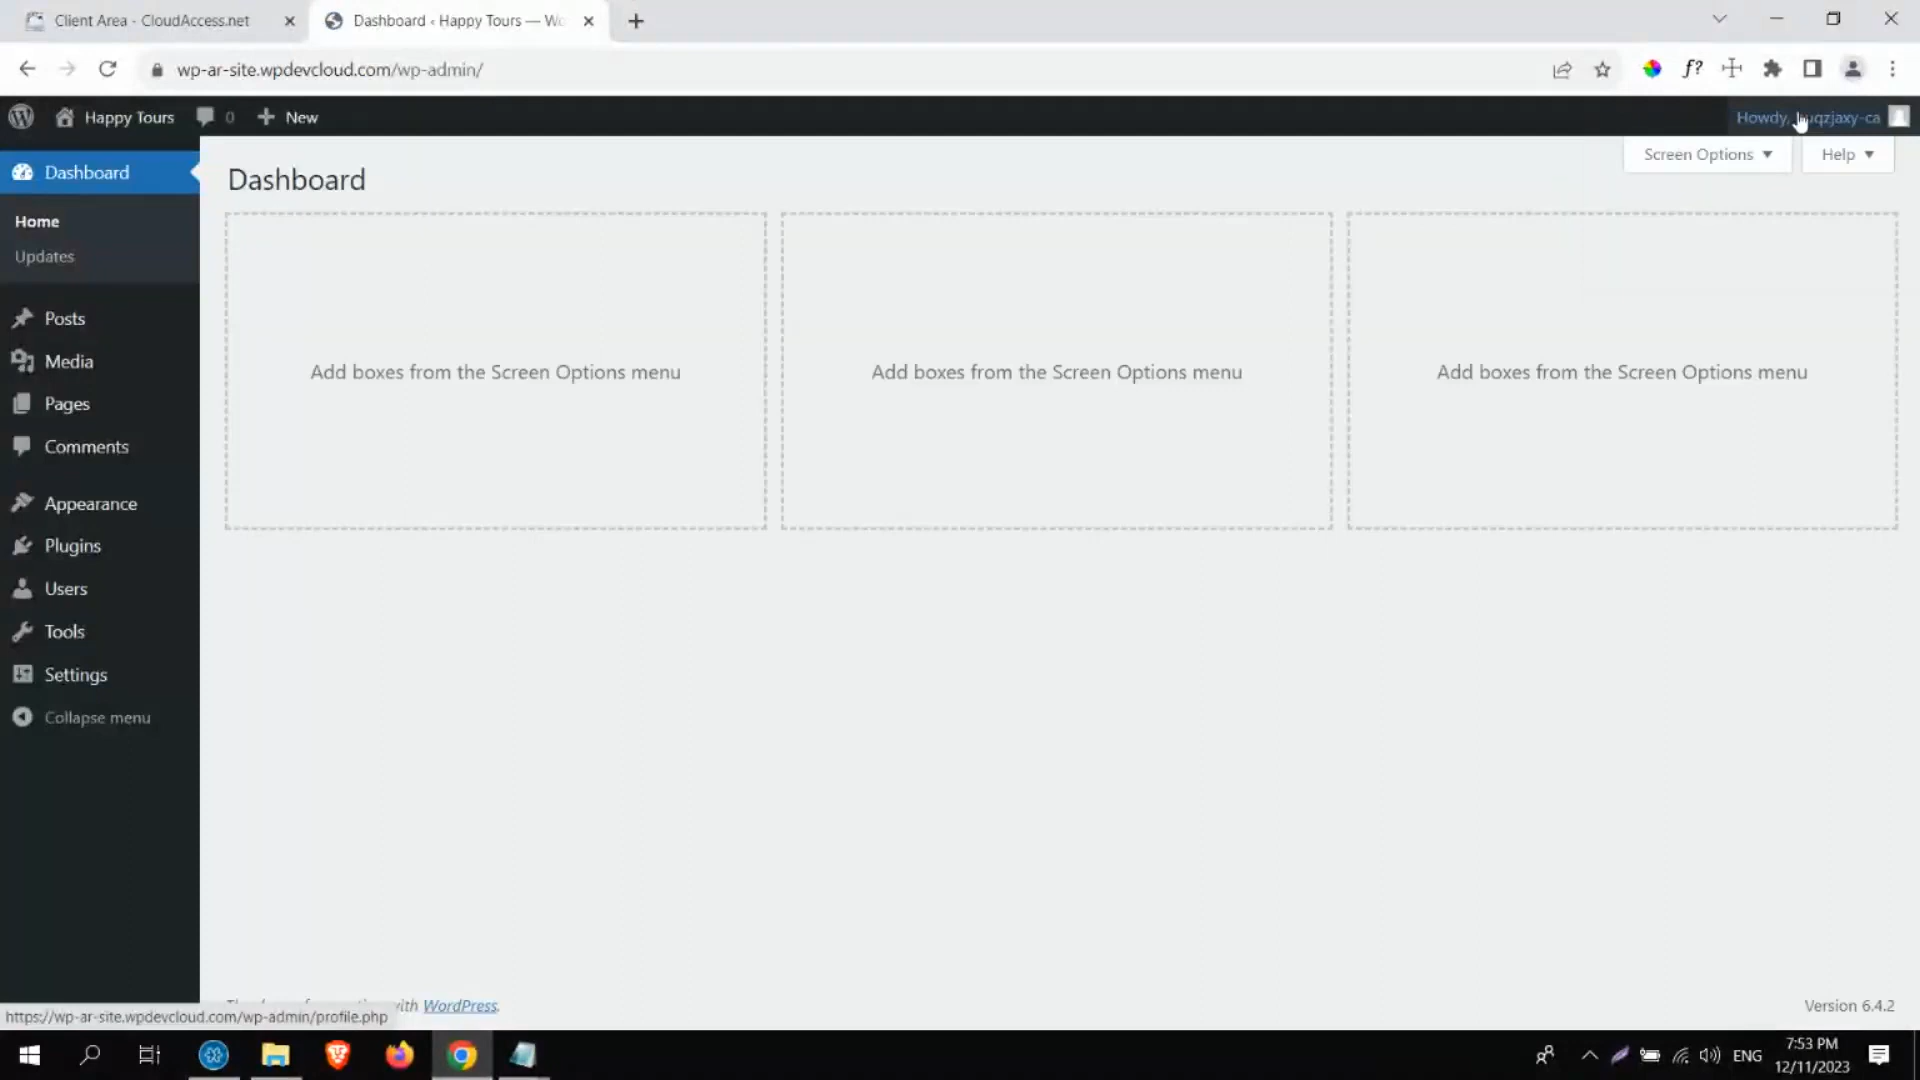 Client Area - CloudAccess.net
Dashboard ‹ Happy Tours — Wo
wp-ar-site.wpdevcloud.com/wp-admin/
f?
Happy Tours
0
New
Howdy, uqzjaxy-ca
Screen Options
Help
Dashboard
Home
Updates
Posts
Media
Pages
Comments
Appearance
Plugins
Users
Tools
Settings
Collapse menu
Dashboard
Add boxes from the Screen Options menu
Add boxes from the Screen Options menu
Add boxes from the Screen Options menu
with WordPress.
Version 6.4.2
https://wp-ar-site.wpdevcloud.com/wp-admin/profile.php
ENG
7:53 PM
12/11/2023